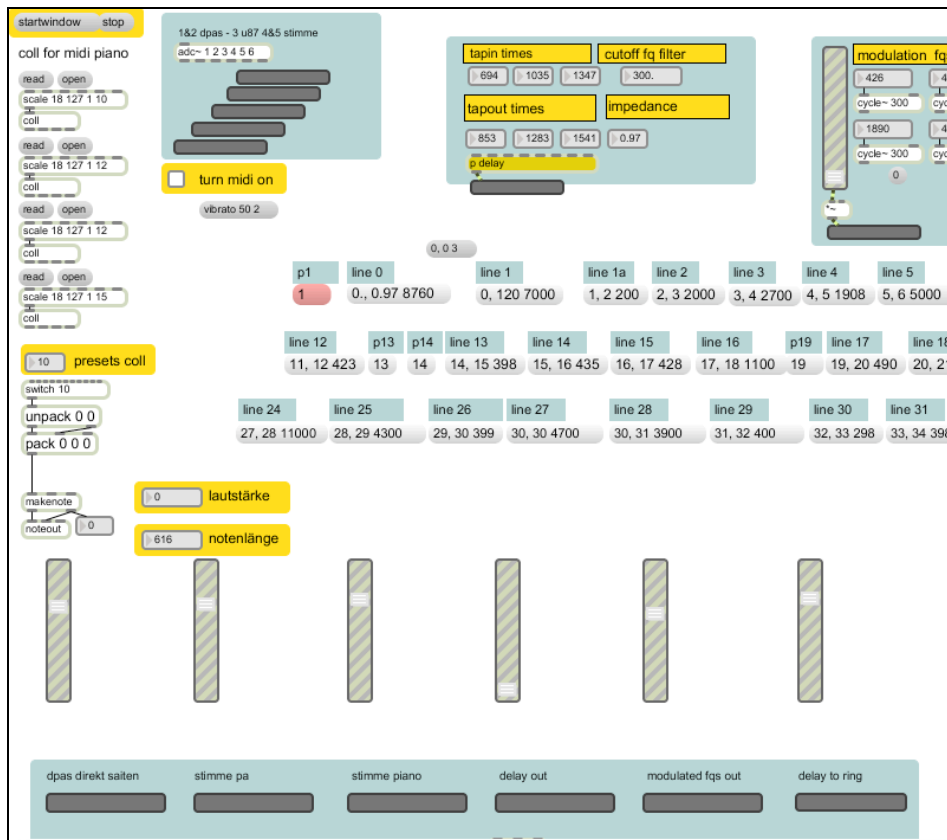 startwindow stop
coll for midi piano
read open
scale 18 127 1 10
coll
read open
scale 18 127 1 12
coll
read open
scale 18 127 1 12
coll
read open
scale 18 127 1 15
coll
10 presets coll
switch 10
unpack 0 0
pack 0 0 0
makenote
noteout 0
1&2 dpas - 3 u87 4&5 stimme
adc~ 1 2 3 4 5 6
turn midi on
vibrato 50 2
tapin times cutoff fq filter
694 1035 1347 300.
tapout times impedance
853 1283 1541 0.97
p delay
modulation fqs
426 4
cycle~ 300 cyc
1890 4
cycle~ 300 cyc
0
*~
0, 0 3
p1 line 0 line 1 line 1a line 2 line 3 line 4 line 5
1 0., 0.97 8760 0, 120 7000 1, 2 200 2, 3 2000 3, 4 2700 4, 5 1908 5, 6 5000
line 12 p13 p14 line 13 line 14 line 15 line 16 p19 line 17 line 18
11, 12 423 13 14 14, 15 398 15, 16 435 16, 17 428 17, 18 1100 19 19, 20 490 20, 21
line 24 line 25 line 26 line 27 line 28 line 29 line 30 line 31
27, 28 11000 28, 29 4300 29, 30 399 30, 30 4700 30, 31 3900 31, 32 400 32, 33 298 33, 34 398
0 lautstärke
616 notenlänge
dpas direkt saiten stimme pa stimme piano delay out modulated fqs out delay to ring